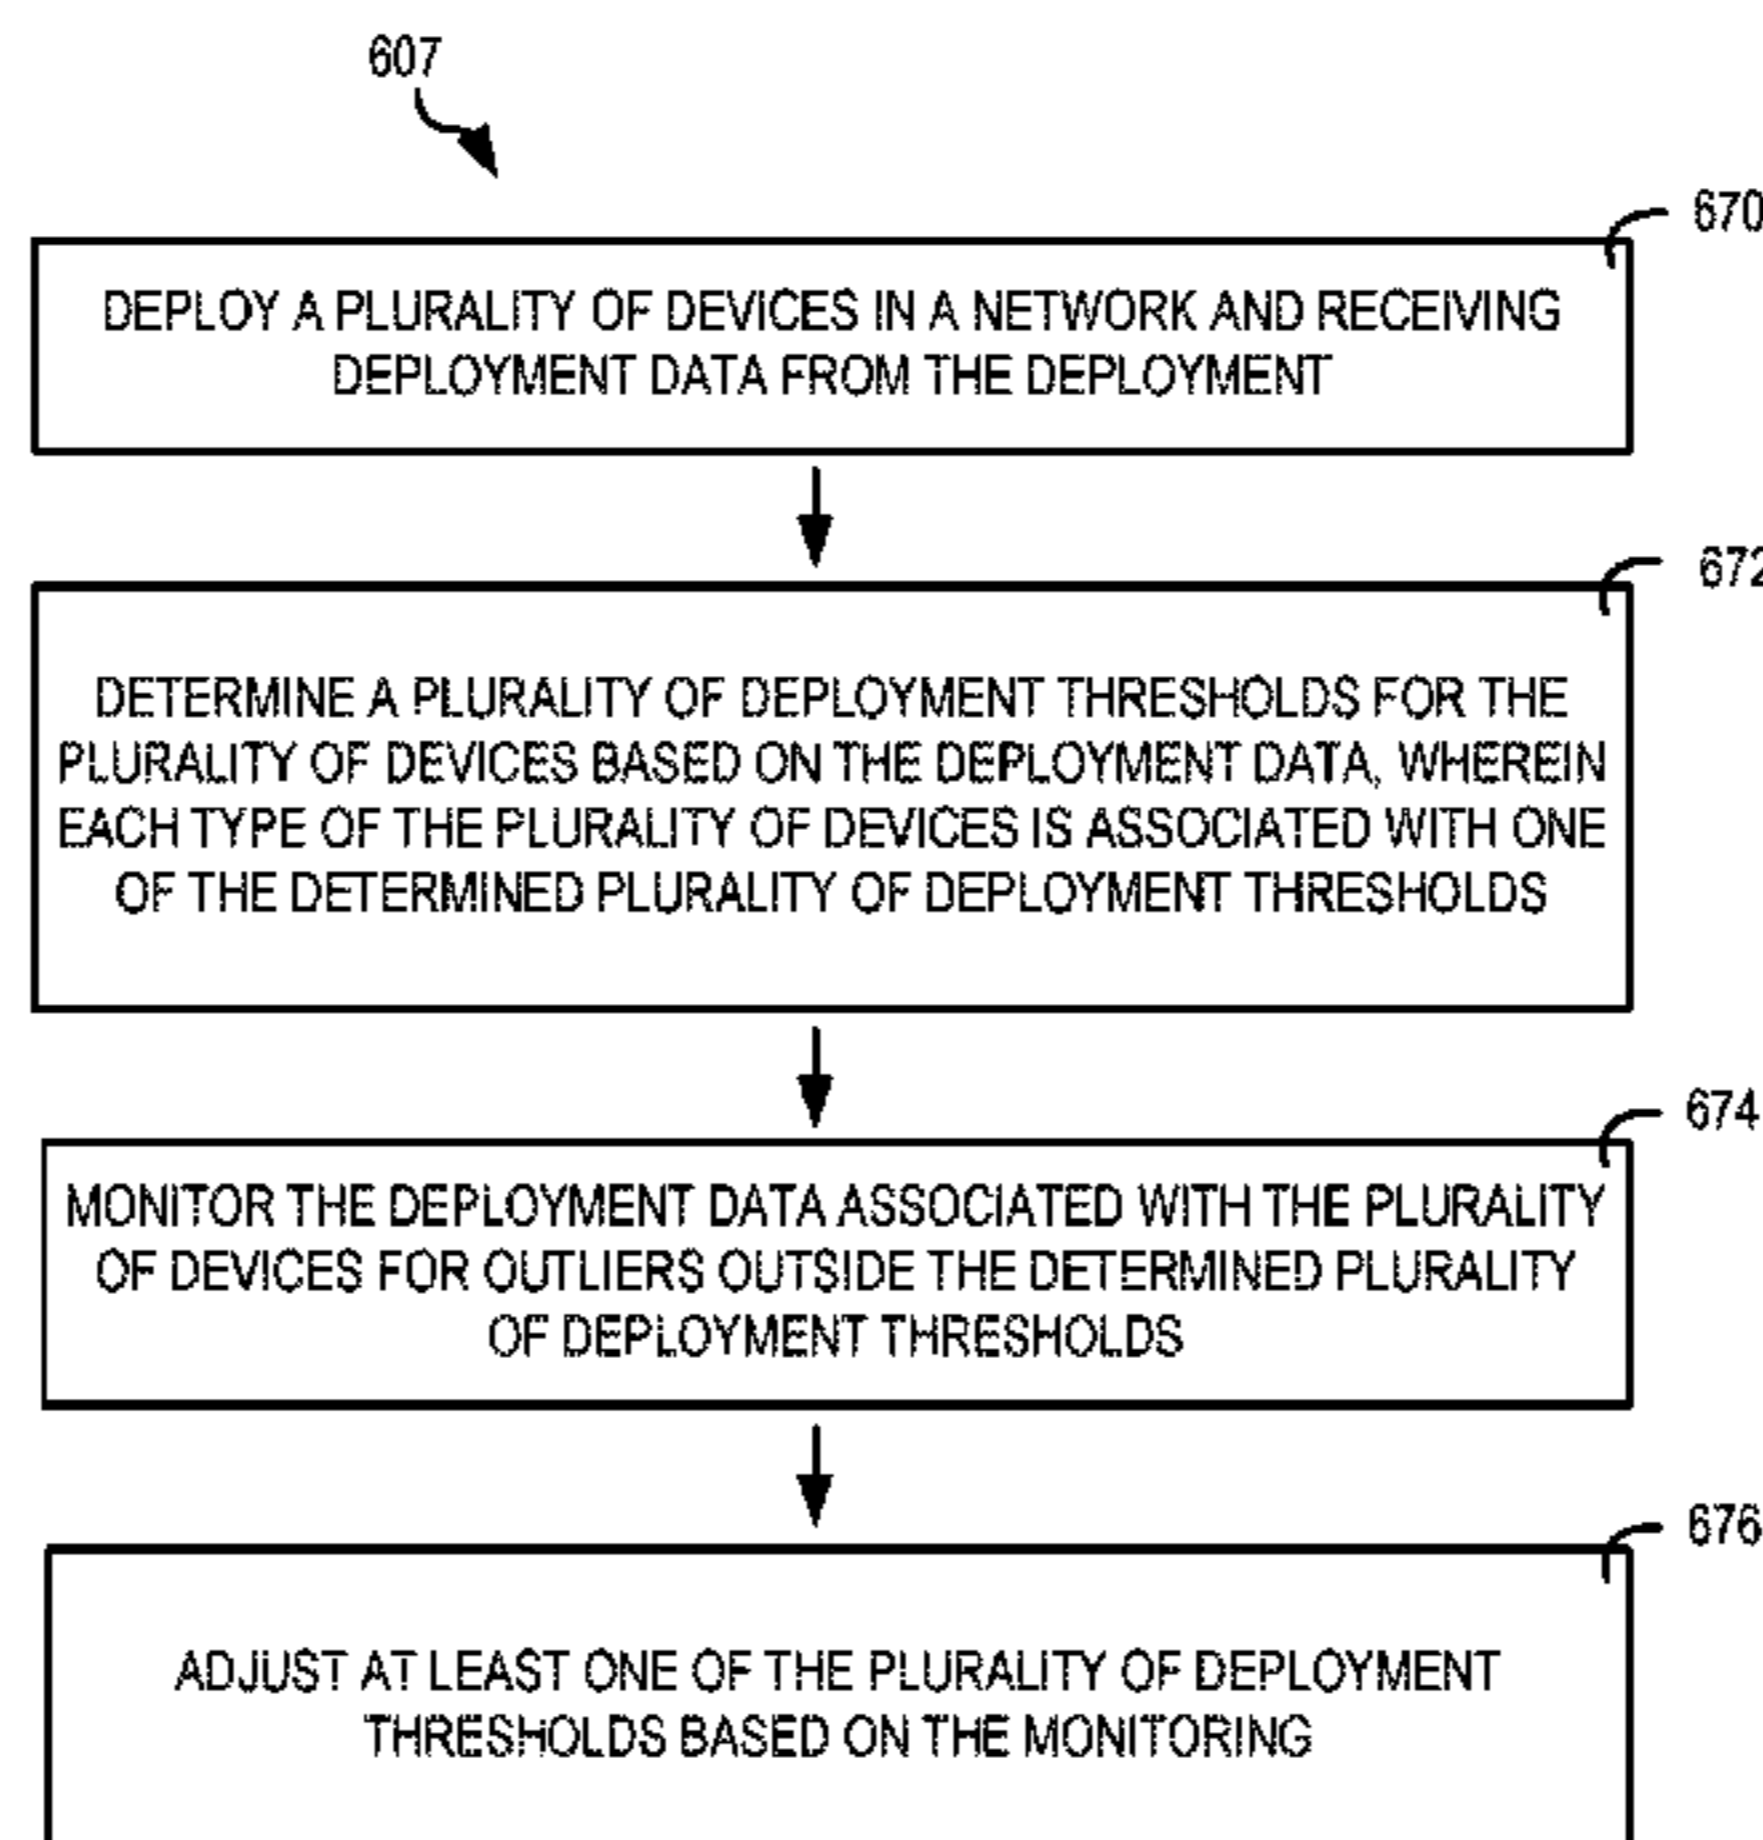 607
670
DEPLOY A PLURALITY OF DEVICES IN A NETWORK AND RECEIVING
DEPLOYMENT DATA FROM THE DEPLOYMENT
672
DETERMINE A PLURALITY OF DEPLOYMENT THRESHOLDS FOR THE
PLURALITY OF DEVICES BASED ON THE DEPLOYMENT DATA, WHEREIN
EACH TYPE OF THE PLURALITY OF DEVICES IS ASSOCIATED WITH ONE
OF THE DETERMINED PLURALITY OF DEPLOYMENT THRESHOLDS
674
MONITOR THE DEPLOYMENT DATA ASSOCIATED WITH THE PLURALITY
OF DEVICES FOR OUTLIERS OUTSIDE THE DETERMINED PLURALITY
OF DEPLOYMENT THRESHOLDS
676
ADJUST AT LEAST ONE OF THE PLURALITY OF DEPLOYMENT
THRESHOLDS BASED ON THE MONITORING